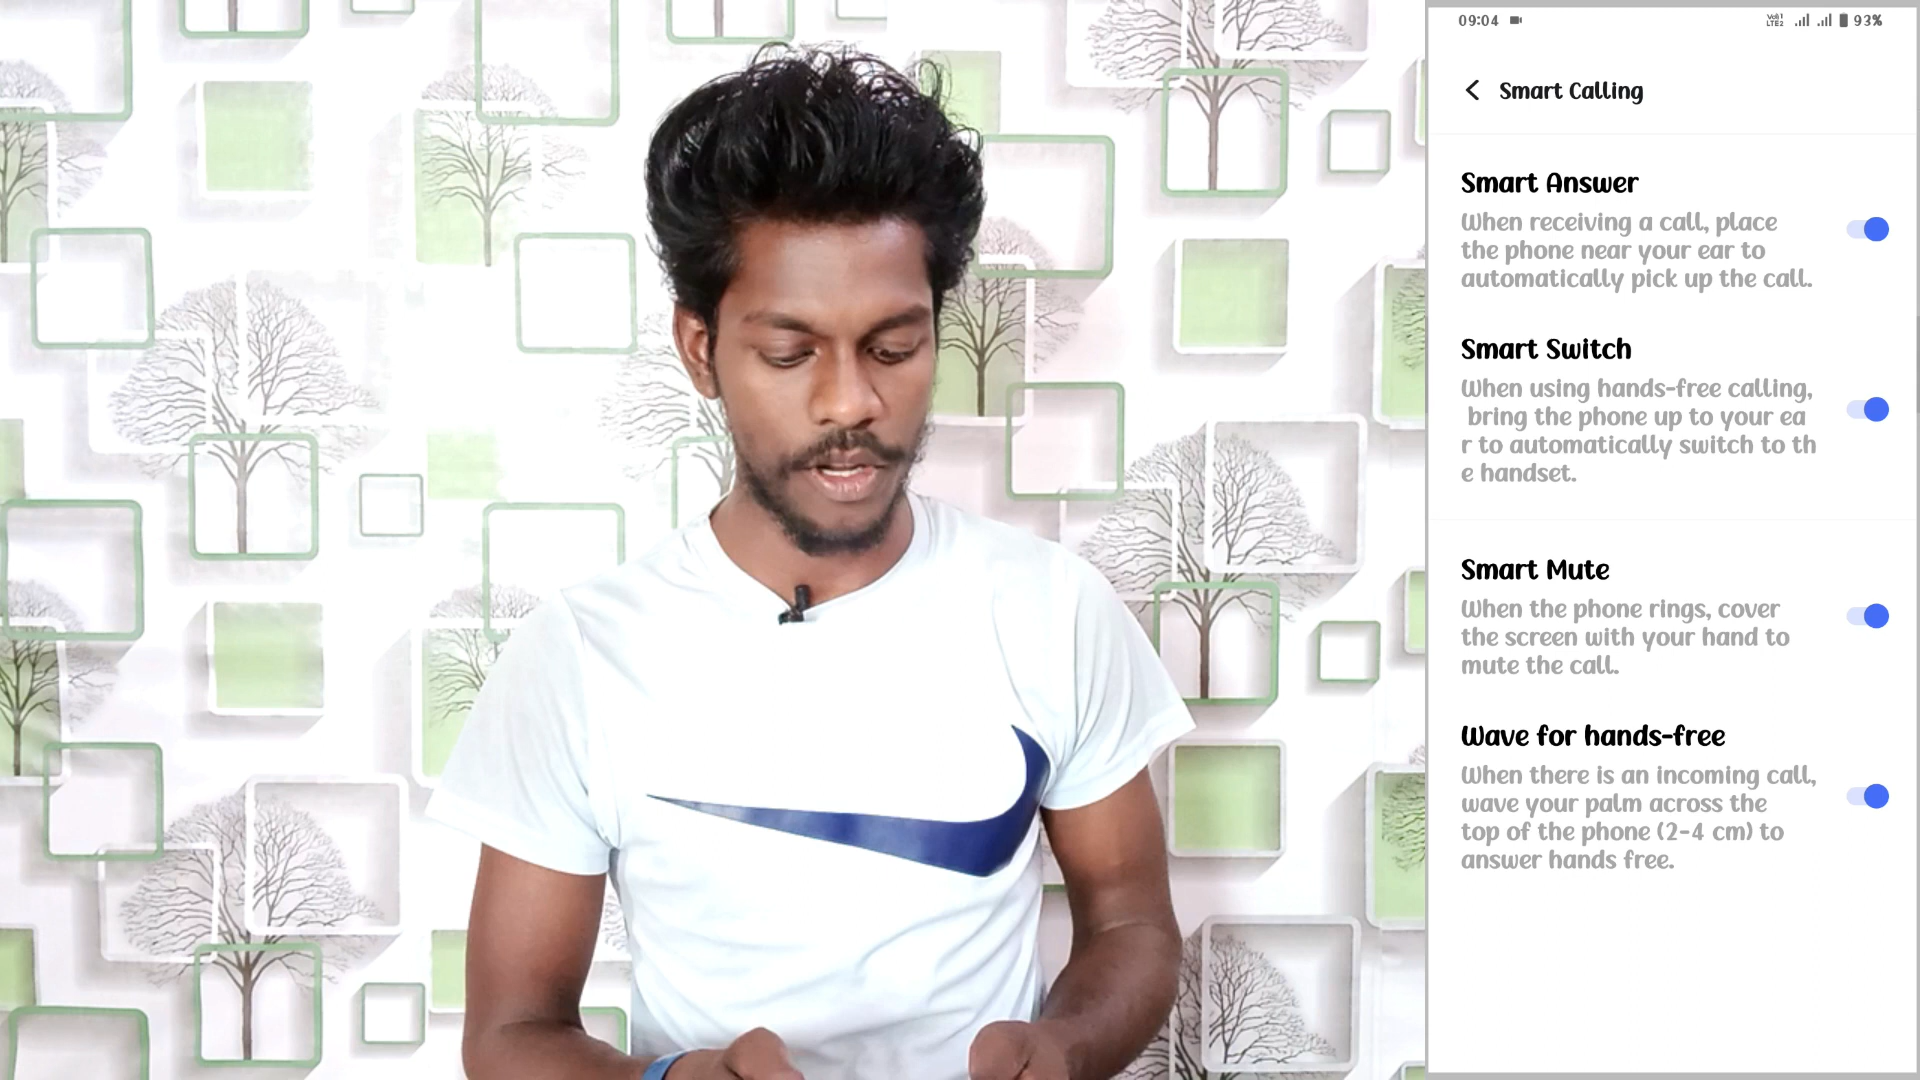 09:04 93%
Smart Calling
Smart Answer
When receiving a call, place
the phone near your ear to
automatically pick up the call.
Smart Switch
When using hands-free calling,
bring the phone up to your ea
r to automatically switch to th
e handset.
Smart Mute
When the phone rings, cover
the screen with your hand to
mute the call.
Wave for hands-free
When there is an incoming call,
wave your palm across the
top of the phone (2-4 cm) to
answer hands free.